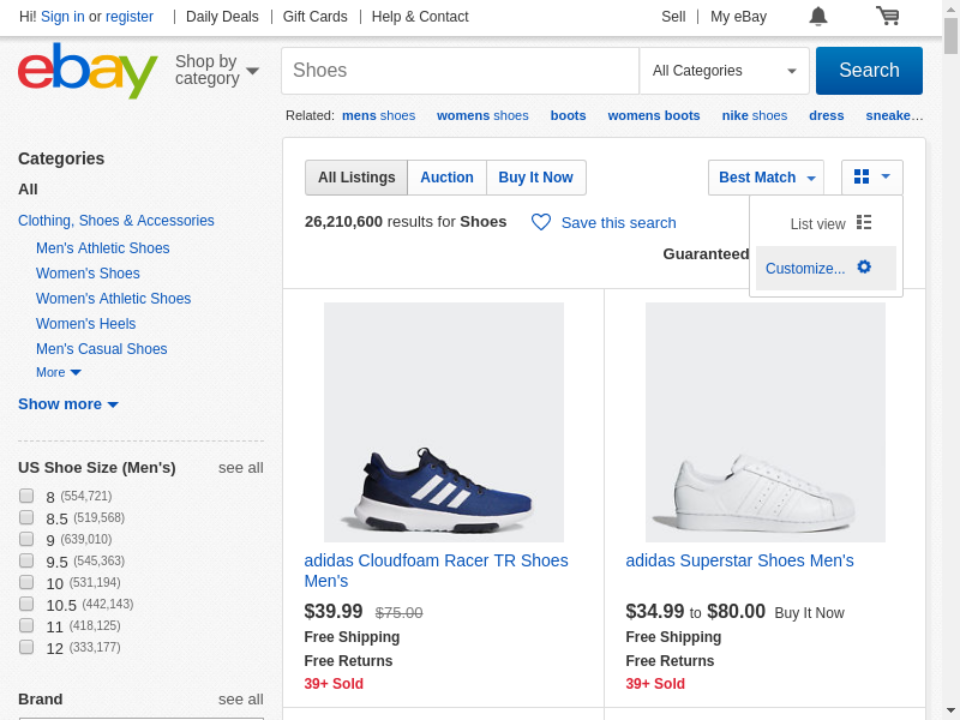 Hi! Sign in or register | Daily Deals | Gift Cards | Help & Contact Sell | My eBay
ebay
Shop by category
Shoes
All Categories
Search
Related: mens shoes womens shoes boots womens boots nike shoes dress sneake...
Categories
All
Clothing, Shoes & Accessories
Men's Athletic Shoes
Women's Shoes
Women's Athletic Shoes
Women's Heels
Men's Casual Shoes
More
Show more
US Shoe Size (Men's) see all
8 (554,721)
8.5 (519,568)
9 (639,010)
9.5 (545,363)
10 (531,194)
10.5 (442,143)
11 (418,125)
12 (333,177)
Brand see all
All Listings Auction Buy It Now Best Match
26,210,600 results for Shoes Save this search
List view
Guaranteed
Customize...
adidas Cloudfoam Racer TR Shoes
Men's
$39.99 $75.00
Free Shipping
Free Returns
39+ Sold
adidas Superstar Shoes Men's
$34.99 to $80.00 Buy It Now
Free Shipping
Free Returns
39+ Sold